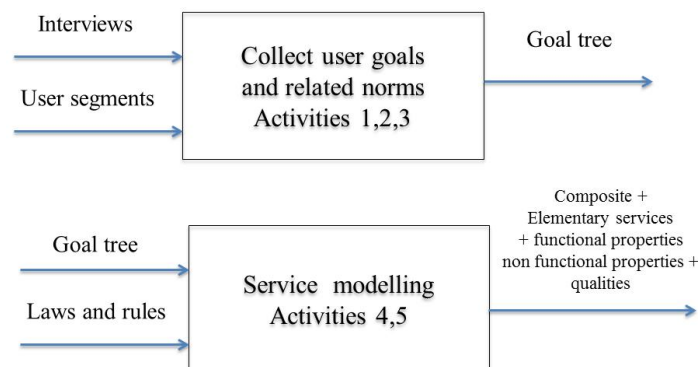 Interviews
User segments
Collect user goals
and related norms
Activities 1,2,3
Goal tree
Goal tree
Laws and rules
Service modelling
Activities 4,5
Composite +
Elementary services
+ functional properties
non functional properties +
qualities